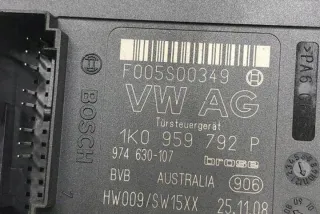 F005S00349
BOSCH
VW AG
Türsteuergerät
1K0 959 792 P
974 630-107 brose
BVB AUSTRALIA 906
HW009/SW15XX 25.11.08
>PA6